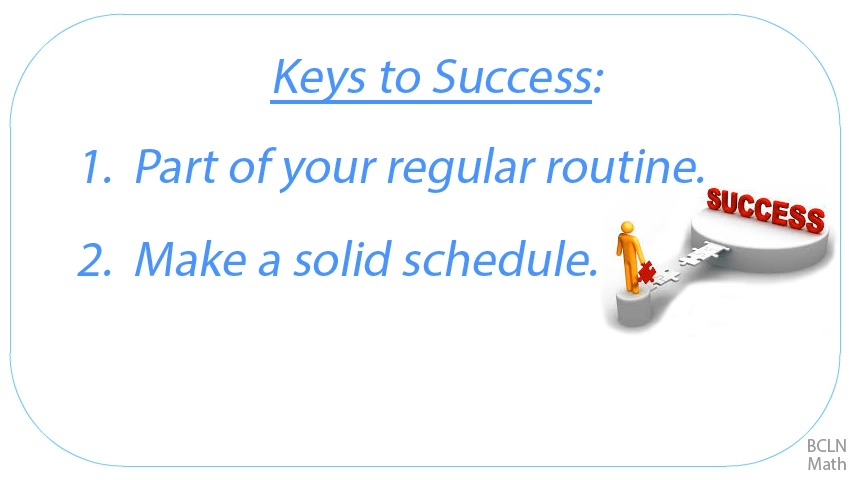 Keys to Success:
1. Part of your regular routine.
SUCCESS
2. Make a solid schedule.
BCLN
Math